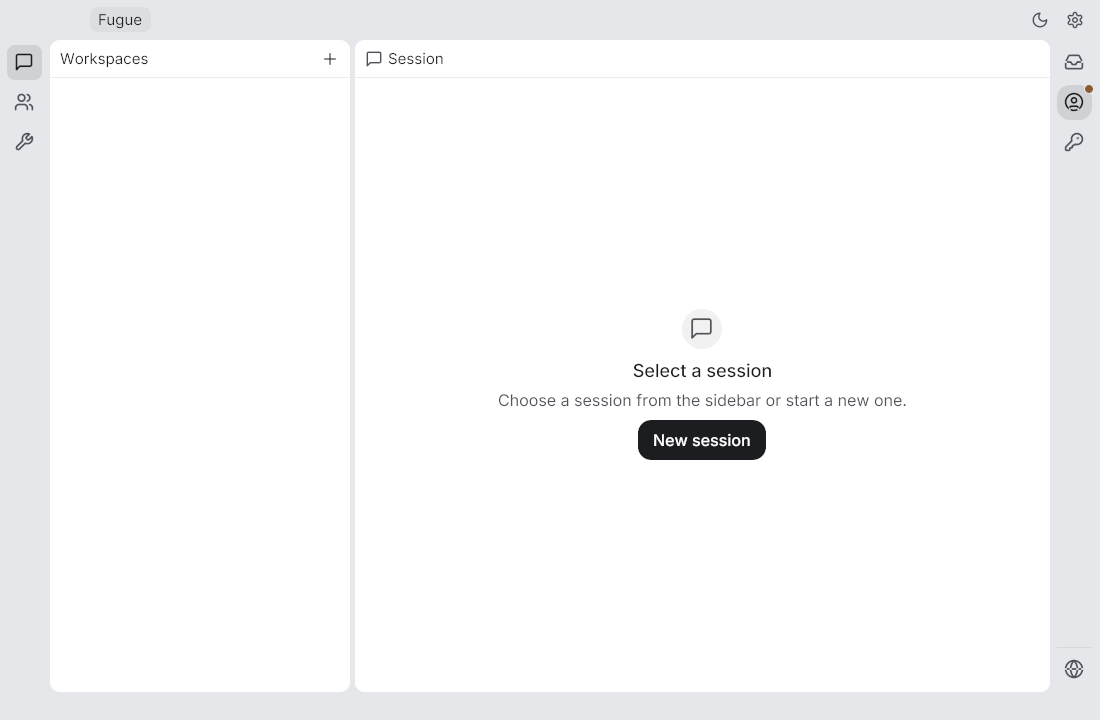 Fugue
Workspaces
Session
Select a session
Choose a session from the sidebar or start a new one.
New session